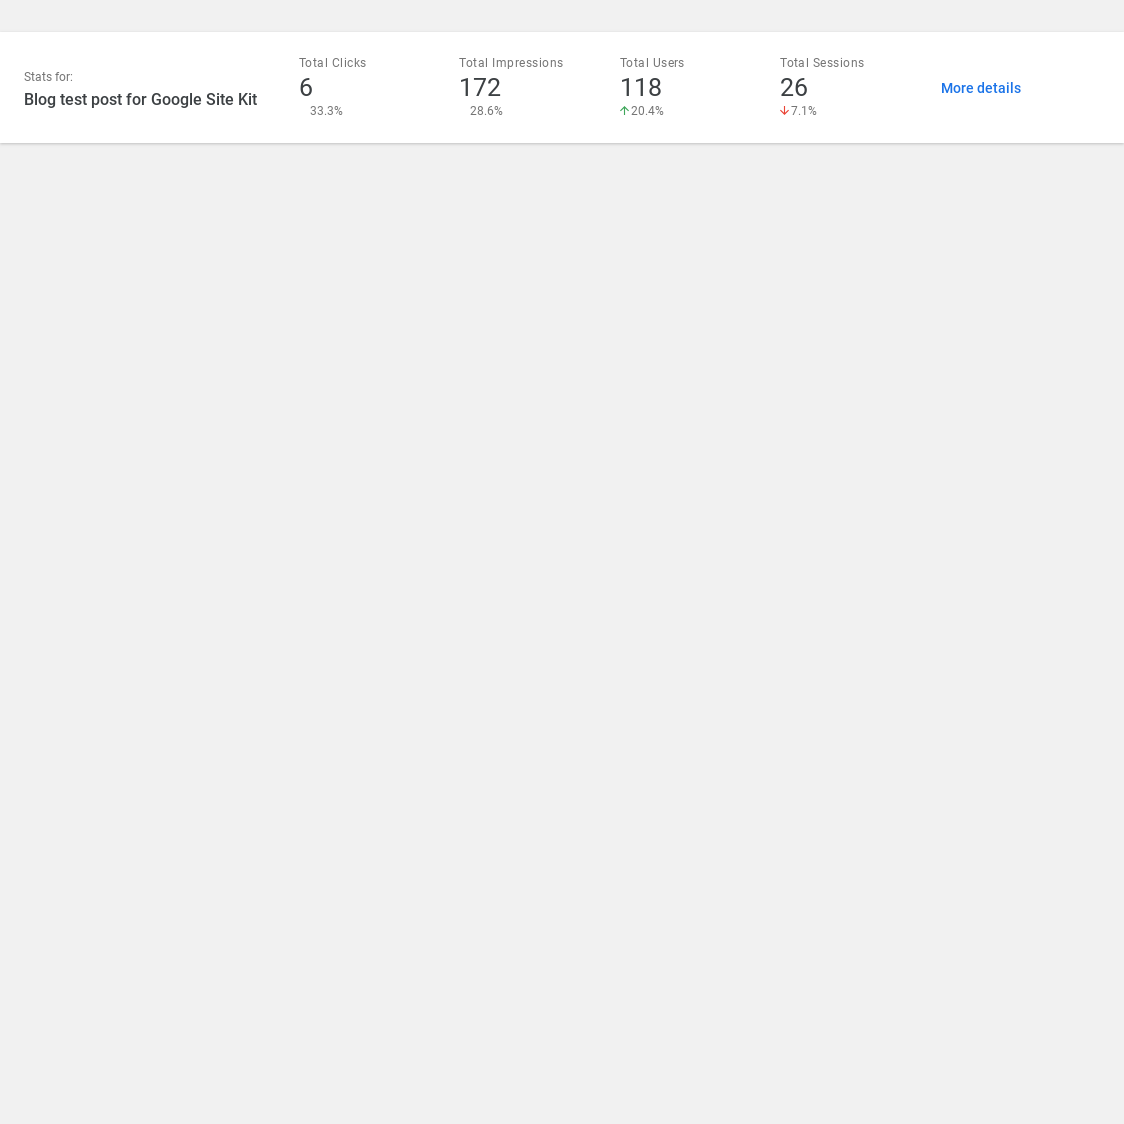 Stats for:
Blog test post for Google Site Kit
Total Clicks
6
33.3%
Total Impressions
172
28.6%
Total Users
118
20.4%
Total Sessions
26
7.1%
More details